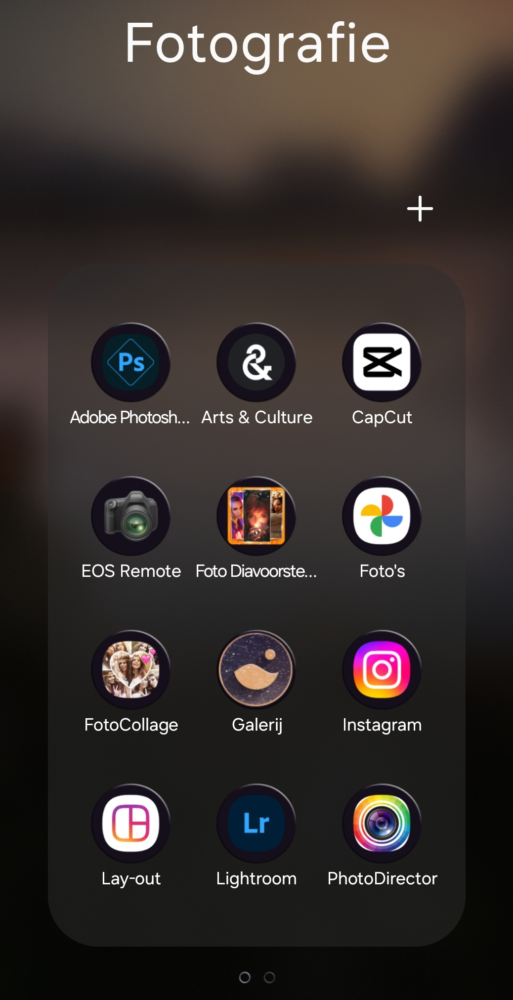 Fotografie
Ps
Adobe Photosh...
Arts & Culture
CapCut
EOS Remote
Foto Diavoorste...
Foto's
FotoCollage
Galerij
Instagram
Lay-out
Lr
Lightroom
PhotoDirector